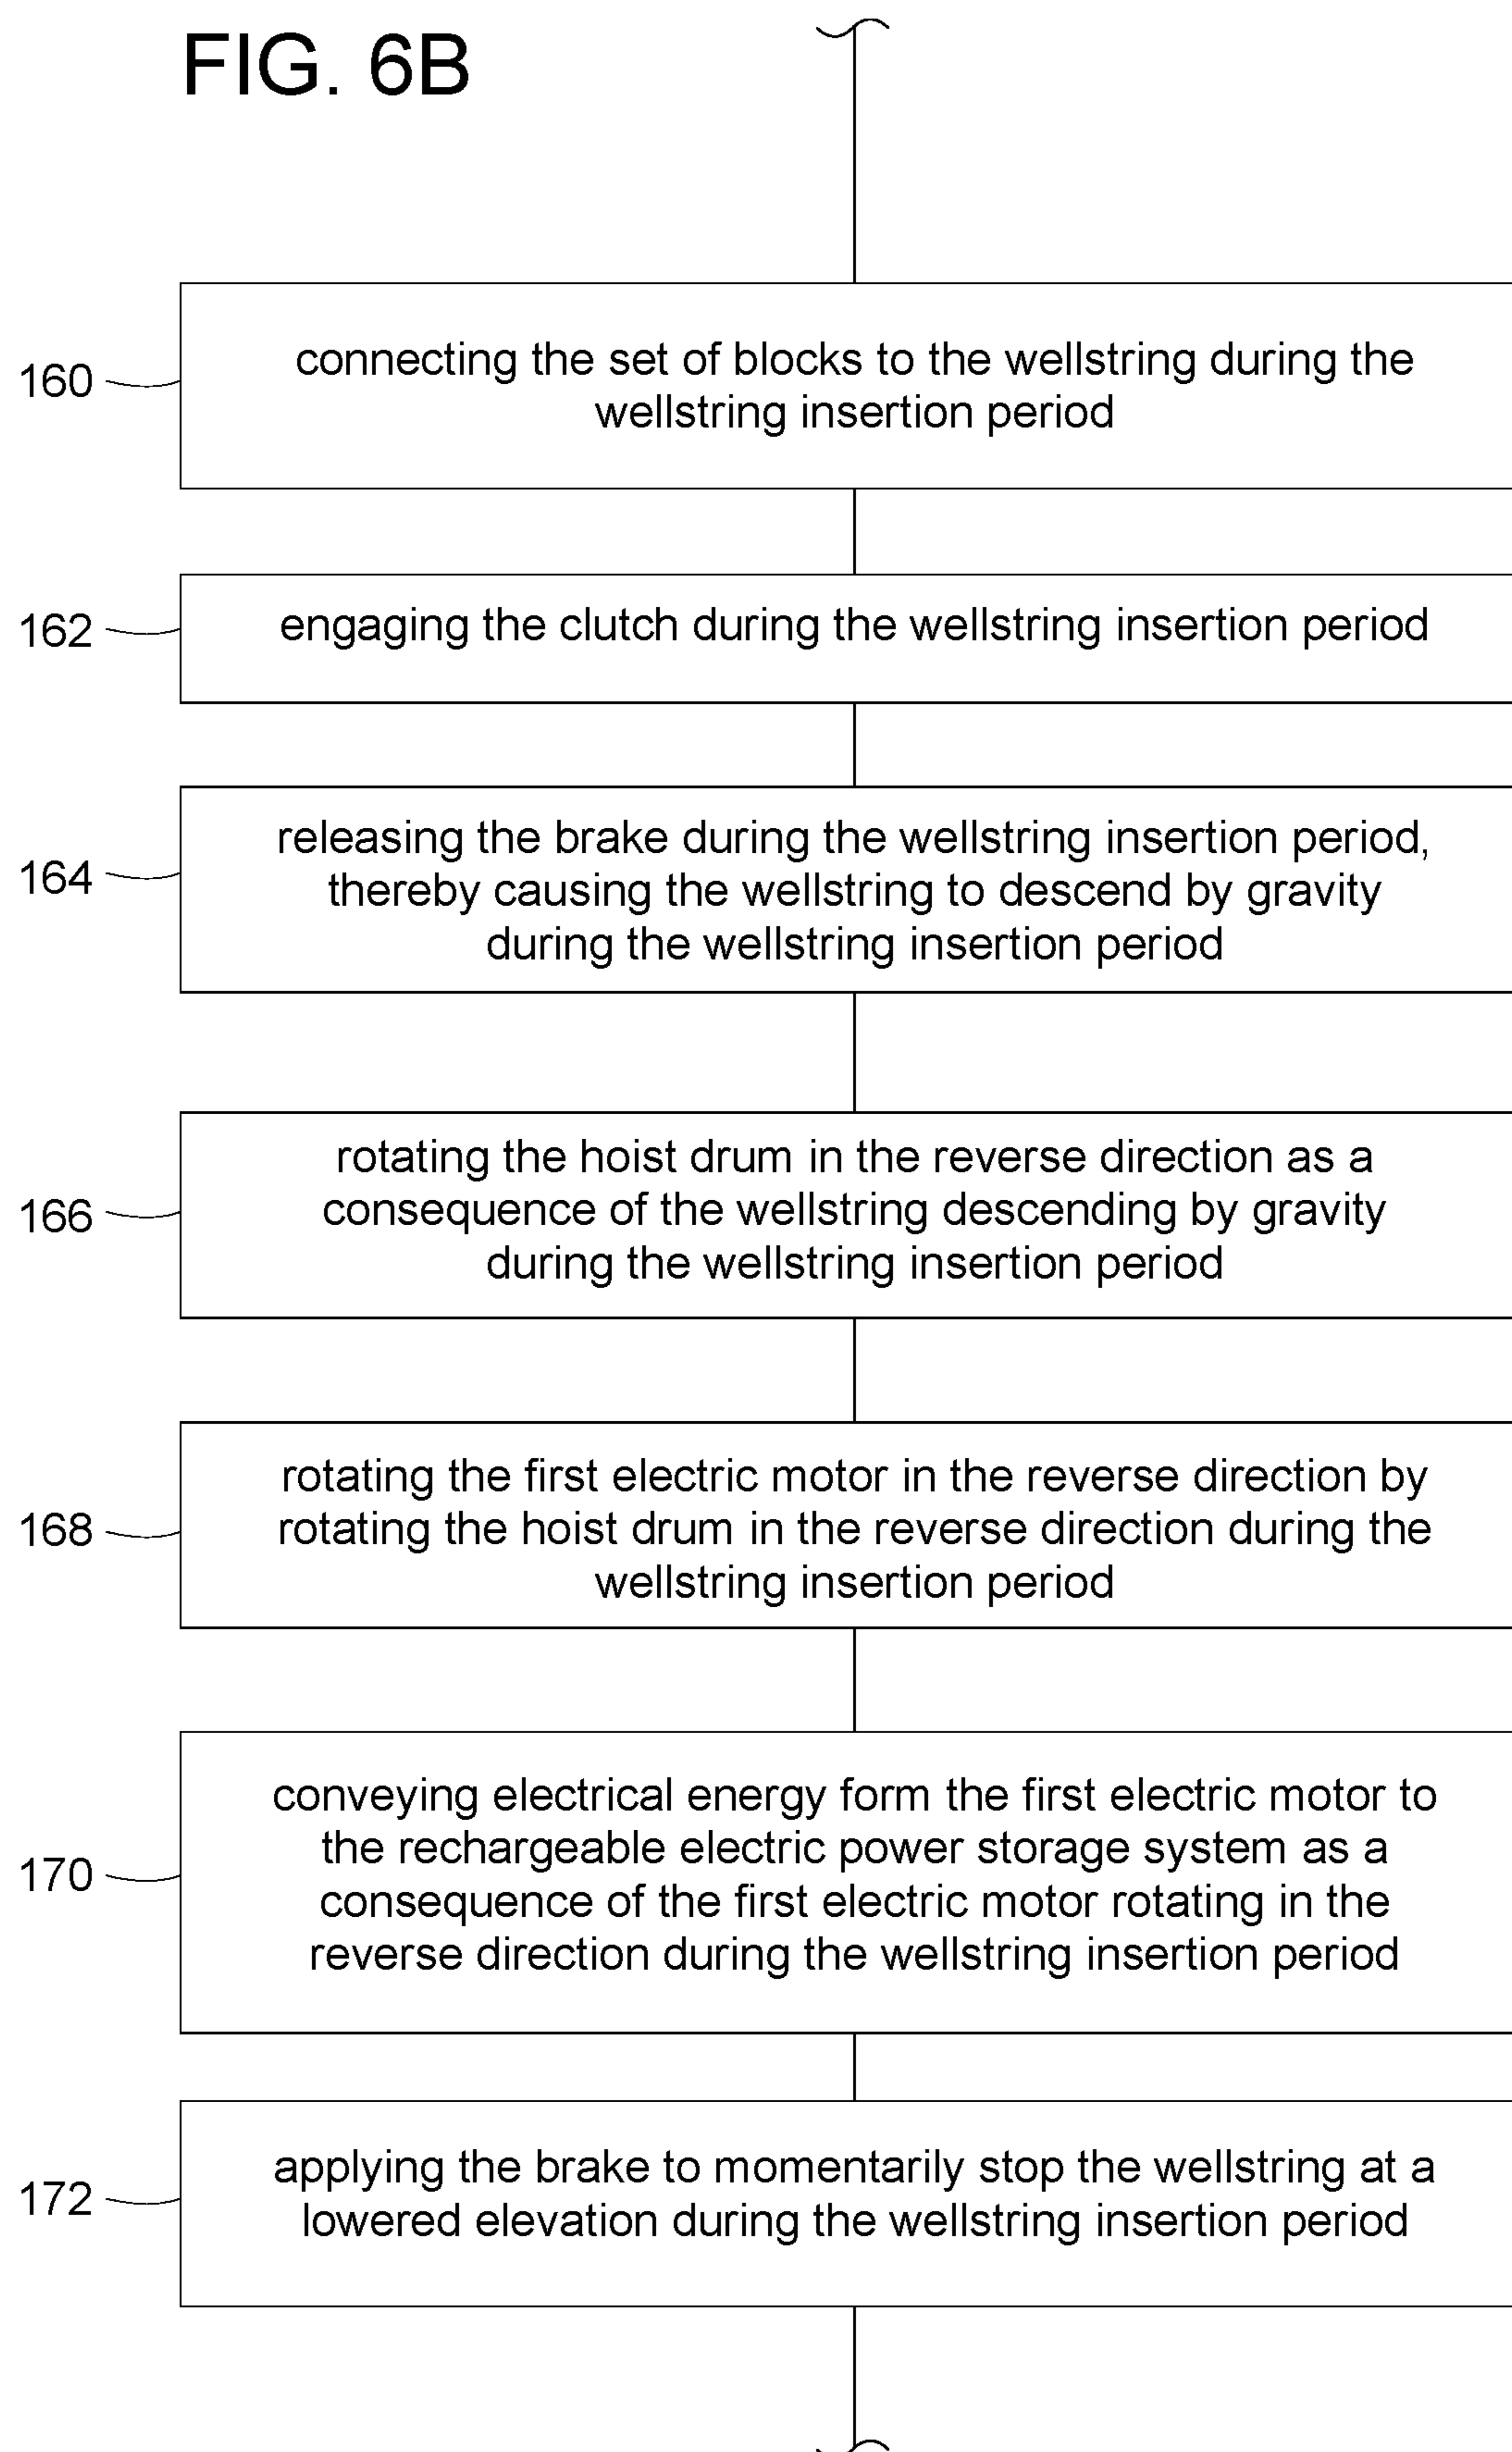 FIG. 6B
160
connecting the set of blocks to the wellstring during the
wellstring insertion period
162
engaging the clutch during the wellstring insertion period
164
releasing the brake during the wellstring insertion period,
thereby causing the wellstring to descend by gravity
during the wellstring insertion period
166
rotating the hoist drum in the reverse direction as a
consequence of the wellstring descending by gravity
during the wellstring insertion period
168
rotating the first electric motor in the reverse direction by
rotating the hoist drum in the reverse direction during the
wellstring insertion period
170
conveying electrical energy form the first electric motor to
the rechargeable electric power storage system as a
consequence of the first electric motor rotating in the
reverse direction during the wellstring insertion period
172
applying the brake to momentarily stop the wellstring at a
lowered elevation during the wellstring insertion period